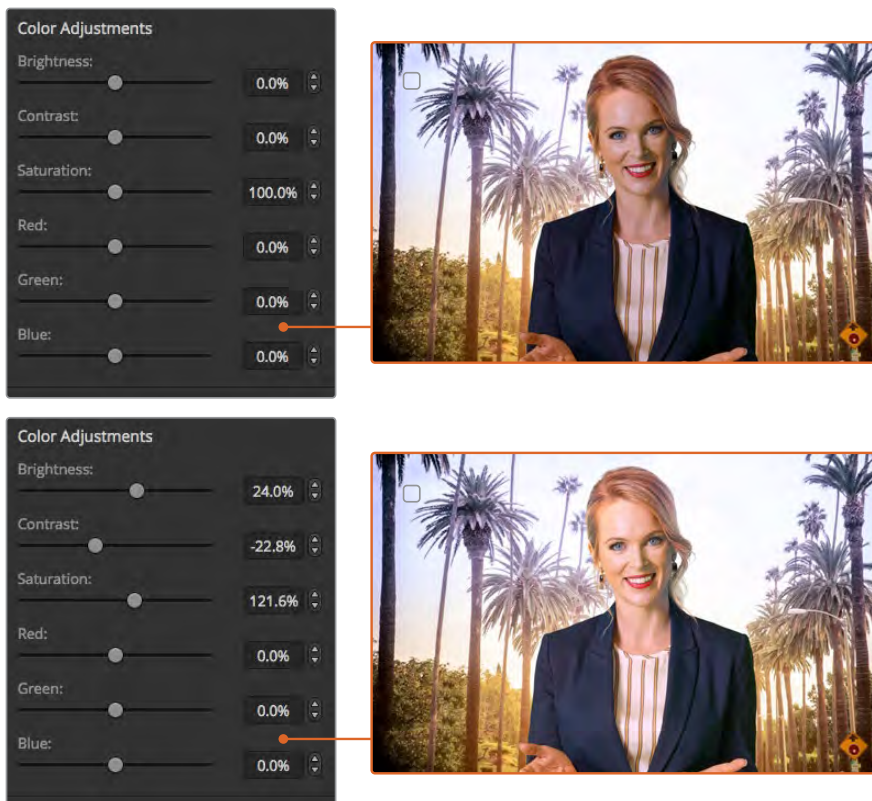 Color Adjustments
Brightness:
0.0%
Contrast:
0.0%
Saturation:
100.0%
Red:
0.0%
Green:
0.0%
Blue:
0.0%
Color Adjustments
Brightness:
24.0%
Contrast:
-22.8%
Saturation:
121.6%
Red:
0.0%
Green:
0.0%
Blue:
0.0%